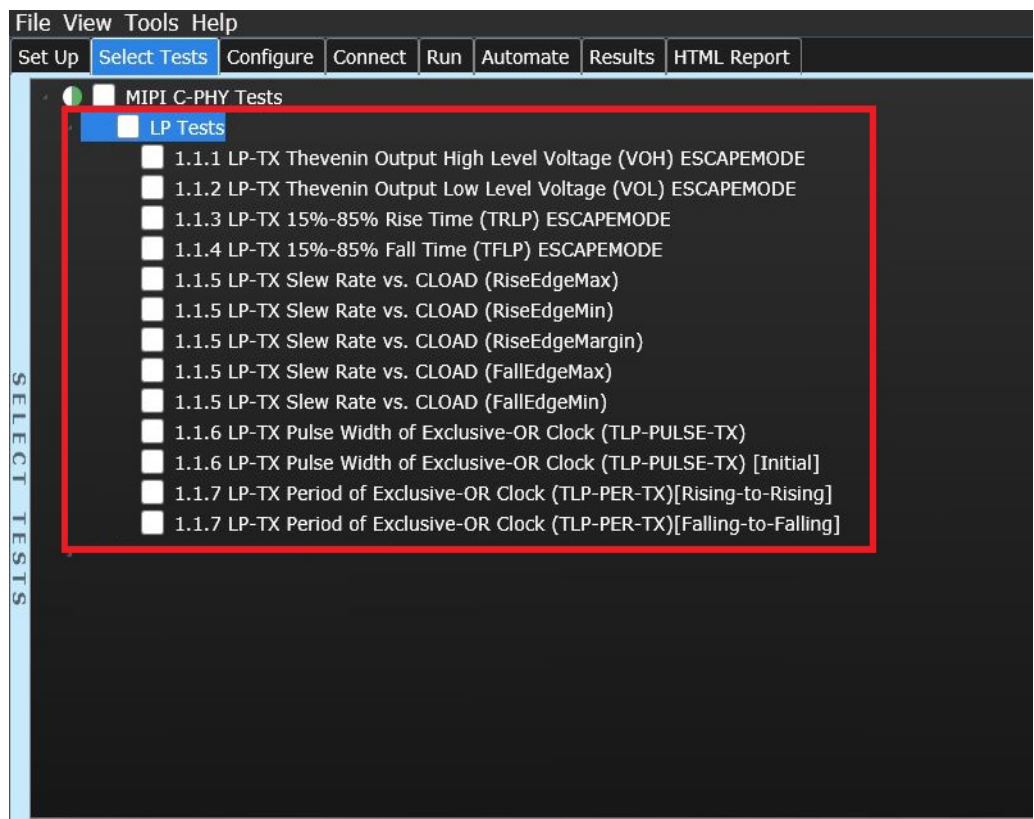 File View Tools Help
Set Up Select Tests Configure Connect Run Automate Results HTML Report
MIPI C-PHY Tests
LP Tests
1.1.1 LP-TX Thevenin Output High Level Voltage (VOH) ESCAPEMODE
1.1.2 LP-TX Thevenin Output Low Level Voltage (VOL) ESCAPEMODE
1.1.3 LP-TX 15%-85% Rise Time (TRLP) ESCAPEMODE
1.1.4 LP-TX 15%-85% Fall Time (TFLP) ESCAPEMODE
1.1.5 LP-TX Slew Rate vs. CLOAD (RiseEdgeMax)
1.1.5 LP-TX Slew Rate vs. CLOAD (RiseEdgeMin)
1.1.5 LP-TX Slew Rate vs. CLOAD (RiseEdgeMargin)
1.1.5 LP-TX Slew Rate vs. CLOAD (FallEdgeMax)
1.1.5 LP-TX Slew Rate vs. CLOAD (FallEdgeMin)
1.1.6 LP-TX Pulse Width of Exclusive-OR Clock (TLP-PULSE-TX)
1.1.6 LP-TX Pulse Width of Exclusive-OR Clock (TLP-PULSE-TX) [Initial]
1.1.7 LP-TX Period of Exclusive-OR Clock (TLP-PER-TX)[Rising-to-Rising]
1.1.7 LP-TX Period of Exclusive-OR Clock (TLP-PER-TX)[Falling-to-Falling]
SELECT TESTS